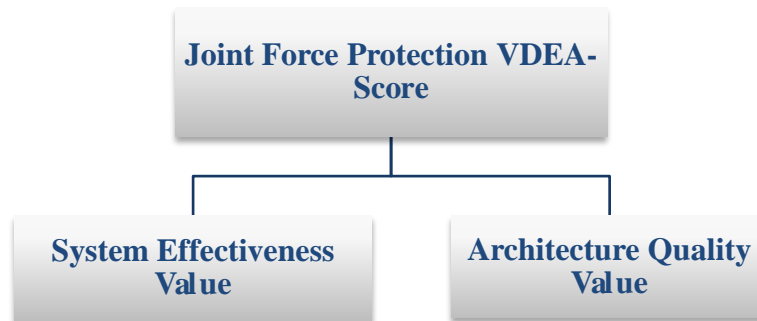 Joint Force Protection VDEA-
Score
System Effectiveness
Value
Architecture Quality
Value